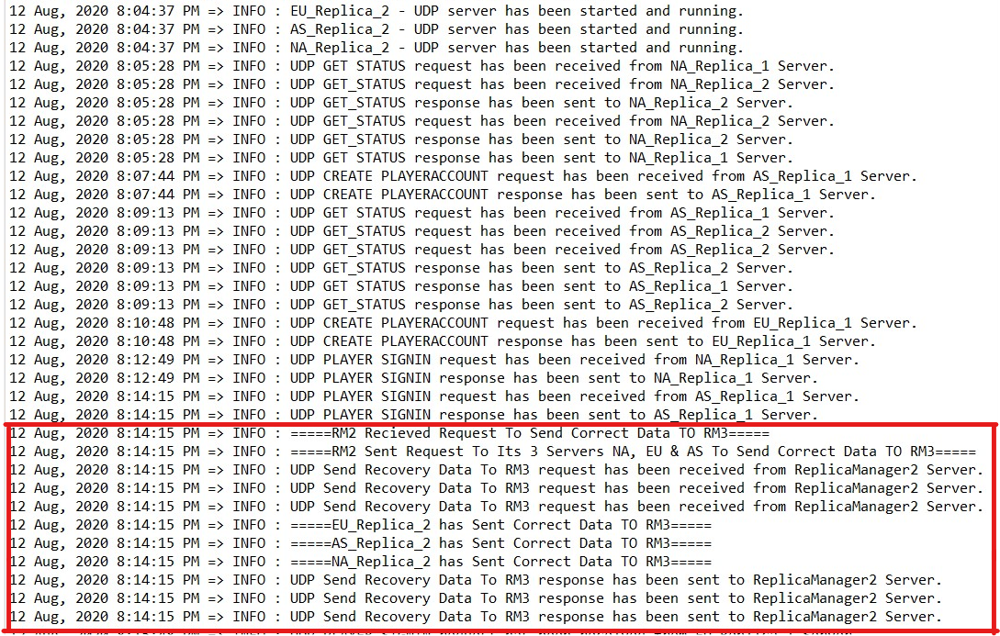 12 Aug, 2020 8:04:37 PM => INFO : EU_Replica_2 - UDP server has been started and running.
12 Aug, 2020 8:04:37 PM => INFO : AS_Replica_2 - UDP server has been started and running.
12 Aug, 2020 8:04:37 PM => INFO : NA_Replica_2 - UDP server has been started and running.
12 Aug, 2020 8:05:28 PM => INFO : UDP GET_STATUS request has been received from NA_Replica_1 Server.
12 Aug, 2020 8:05:28 PM => INFO : UDP GET_STATUS request has been received from NA_Replica_2 Server.
12 Aug, 2020 8:05:28 PM => INFO : UDP GET_STATUS response has been sent to NA_Replica_2 Server.
12 Aug, 2020 8:05:28 PM => INFO : UDP GET_STATUS request has been received from NA_Replica_2 Server.
12 Aug, 2020 8:05:28 PM => INFO : UDP GET_STATUS response has been sent to NA_Replica_2 Server.
12 Aug, 2020 8:05:28 PM => INFO : UDP GET_STATUS response has been sent to NA_Replica_1 Server.
12 Aug, 2020 8:07:44 PM => INFO : UDP CREATE PLAYERACCOUNT request has been received from AS_Replica_1 Server.
12 Aug, 2020 8:07:44 PM => INFO : UDP CREATE PLAYERACCOUNT response has been sent to AS_Replica_1 Server.
12 Aug, 2020 8:09:13 PM => INFO : UDP GET_STATUS request has been received from AS_Replica_1 Server.
12 Aug, 2020 8:09:13 PM => INFO : UDP GET_STATUS request has been received from AS_Replica_2 Server.
12 Aug, 2020 8:09:13 PM => INFO : UDP GET_STATUS request has been received from AS_Replica_2 Server.
12 Aug, 2020 8:09:13 PM => INFO : UDP GET_STATUS response has been sent to AS_Replica_2 Server.
12 Aug, 2020 8:09:13 PM => INFO : UDP GET_STATUS response has been sent to AS_Replica_1 Server.
12 Aug, 2020 8:09:13 PM => INFO : UDP GET_STATUS response has been sent to AS_Replica_2 Server.
12 Aug, 2020 8:10:48 PM => INFO : UDP CREATE PLAYERACCOUNT request has been received from EU_Replica_1 Server.
12 Aug, 2020 8:10:48 PM => INFO : UDP CREATE PLAYERACCOUNT response has been sent to EU_Replica_1 Server.
12 Aug, 2020 8:12:49 PM => INFO : UDP PLAYER SIGNIN request has been received from NA_Replica_1 Server.
12 Aug, 2020 8:12:49 PM => INFO : UDP PLAYER SIGNIN response has been sent to NA_Replica_1 Server.
12 Aug, 2020 8:14:15 PM => INFO : UDP PLAYER SIGNIN request has been received from AS_Replica_1 Server.
12 Aug, 2020 8:14:15 PM => INFO : UDP PLAYER SIGNIN response has been sent to AS_Replica_1 Server.
12 Aug, 2020 8:14:15 PM => INFO : =====RM2 Recieved Request To Send Correct Data TO RM3=====
12 Aug, 2020 8:14:15 PM => INFO : =====RM2 Sent Request To Its 3 Servers NA, EU & AS To Send Correct Data TO RM3=====
12 Aug, 2020 8:14:15 PM => INFO : UDP Send Recovery Data To RM3 request has been received from ReplicaManager2 Server.
12 Aug, 2020 8:14:15 PM => INFO : UDP Send Recovery Data To RM3 request has been received from ReplicaManager2 Server.
12 Aug, 2020 8:14:15 PM => INFO : UDP Send Recovery Data To RM3 request has been received from ReplicaManager2 Server.
12 Aug, 2020 8:14:15 PM => INFO : =====EU_Replica_2 has Sent Correct Data TO RM3=====
12 Aug, 2020 8:14:15 PM => INFO : =====AS_Replica_2 has Sent Correct Data TO RM3=====
12 Aug, 2020 8:14:15 PM => INFO : =====NA_Replica_2 has Sent Correct Data TO RM3=====
12 Aug, 2020 8:14:15 PM => INFO : UDP Send Recovery Data To RM3 response has been sent to ReplicaManager2 Server.
12 Aug, 2020 8:14:15 PM => INFO : UDP Send Recovery Data To RM3 response has been sent to ReplicaManager2 Server.
12 Aug, 2020 8:14:15 PM => INFO : UDP Send Recovery Data To RM3 response has been sent to ReplicaManager2 Server.